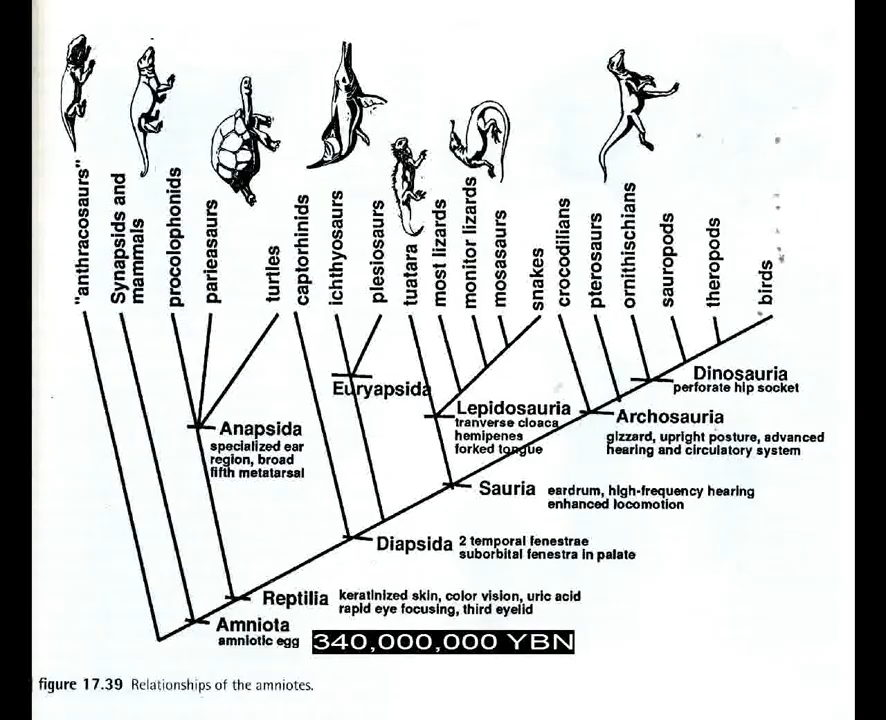 "anthracosaurs"
Synapsids and
mammals
procolophonids
parieasaurs
turtles
captorhinids
ichthyosaurs
plesiosaurs
tuatara
most lizards
monitor lizards
mosasaurs
snakes
crocodilians
pterosaurs
ornithischians
sauropods
theropods
birds
Dinosauria
perforate hip socket
Euryapsida
Lepidosauria
tranverse cloaca
hemipenes
forked tongue
Archosauria
gizzard, upright posture, advanced
hearing and circulatory system
Anapsida
specialized ear
region, broad
fifth metatarsal
Sauria
eardrum, high-frequency hearing
enhanced locomotion
Diapsida
2 temporal fenestrae
suborbital fenestra in palate
Reptilia
keratinized skin, color vision, uric acid
rapid eye focusing, third eyelid
Amniota
amniotic egg
340,000,000 YBN
figure 17.39 Relationships of the amniotes.